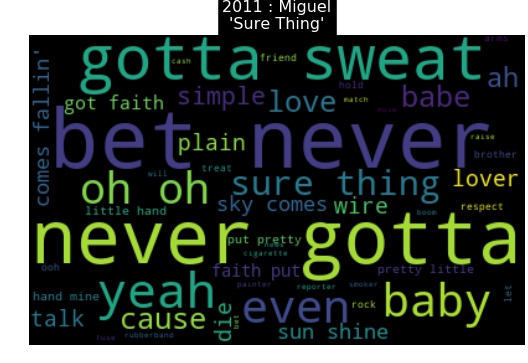 2011 : Miguel
'Sure Thing'
gotta sweat
cash
friend
arms
ah
hold
match
babe
simple
love
got faith
comes fallin'
bet never
plain
raise
brother
treat
will
oh oh
sure thing
lover
sky comes
wire
respect
little hand
boom
never gotta
put pretty
news
cigarette
ooh
faith put
pretty little
painter
reporter
smoker
hand mine
yeah
die
even
rock
baby
let
talk
cause
bet
sun shine
fuse
rubberband